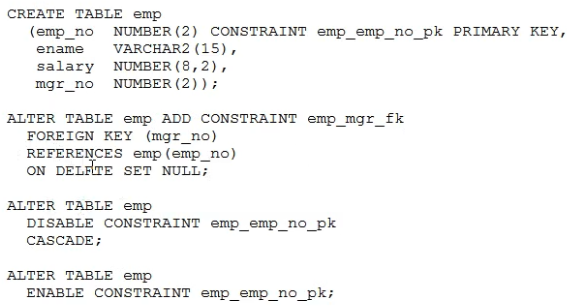 CREATE TABLE emp
(emp_no NUMBER(2) CONSTRAINT emp_emp_no_pk PRIMARY KEY,
ename VARCHAR2(15),
salary NUMBER(8,2),
mgr_no NUMBER(2));
ALTER TABLE emp ADD CONSTRAINT emp_mgr_fk
FOREIGN KEY (mgr_no)
REFERENCES emp(emp_no)
ON DELETE SET NULL;
ALTER TABLE emp
DISABLE CONSTRAINT emp_emp_no_pk
CASCADE;
ALTER TABLE emp
ENABLE CONSTRAINT emp_emp_no_pk;